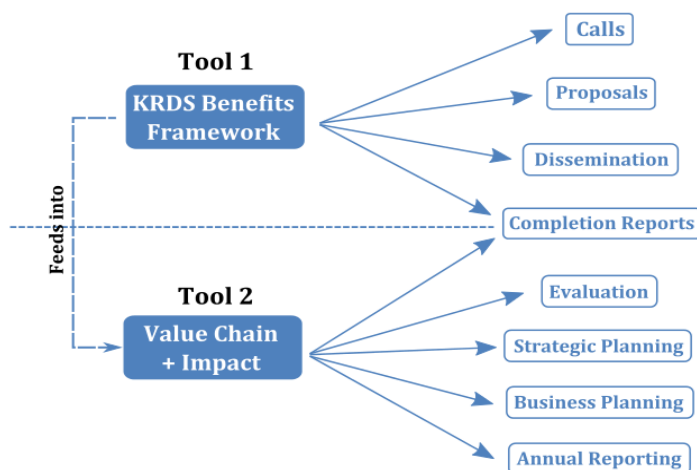 Calls
Tool 1
KRDS Benefits
Framework
Proposals
Dissemination
Completion Reports
Feeds into
Tool 2
Value Chain
+ Impact
Evaluation
Strategic Planning
Business Planning
Annual Reporting